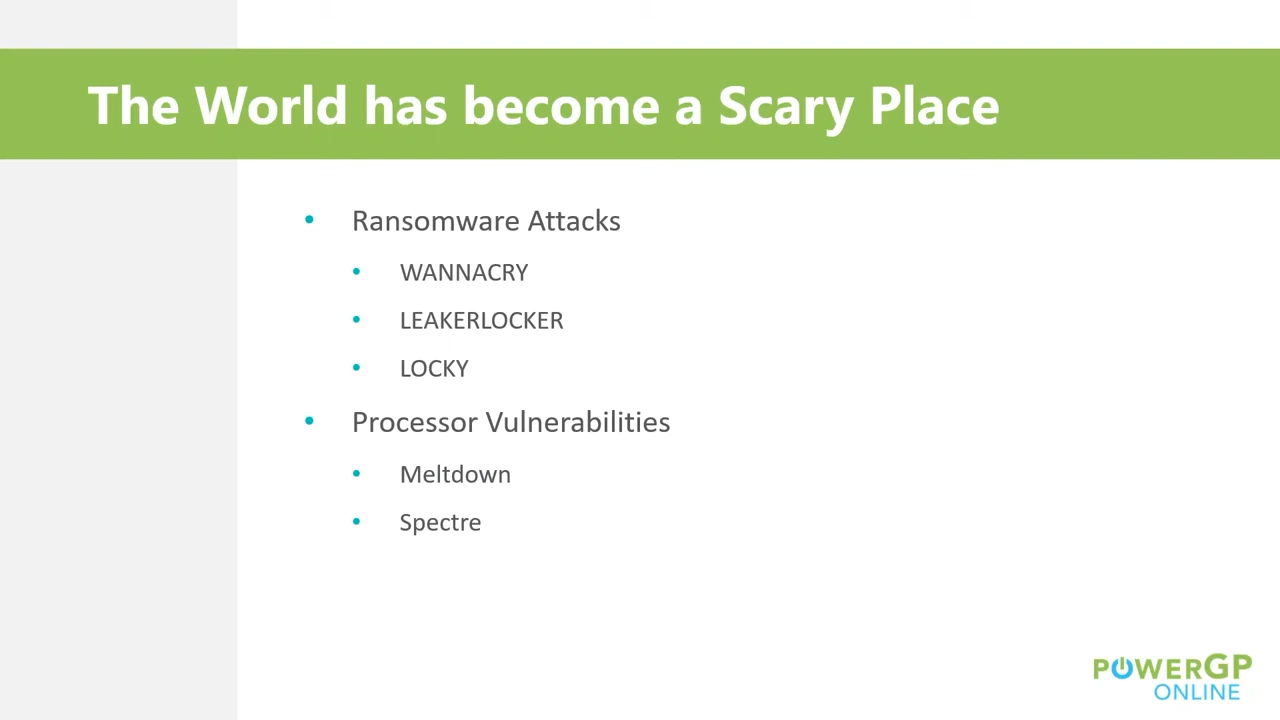 The World has become a Scary Place
• Ransomware Attacks
• WANNACRY
• LEAKERLOCKER
• LOCKY
• Processor Vulnerabilities
• Meltdown
• Spectre
POWERGP
ONLINE